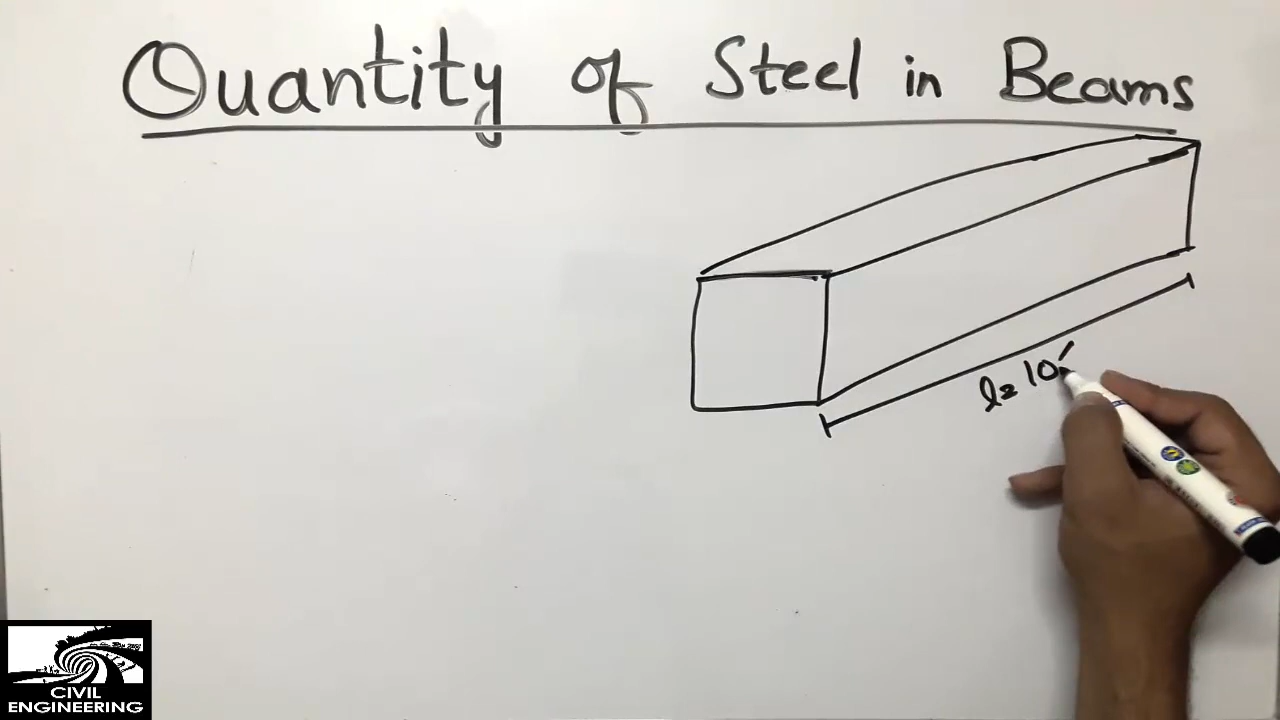 Quantity of Steel in Beams
l= 10'
CIVIL
ENGINEERING